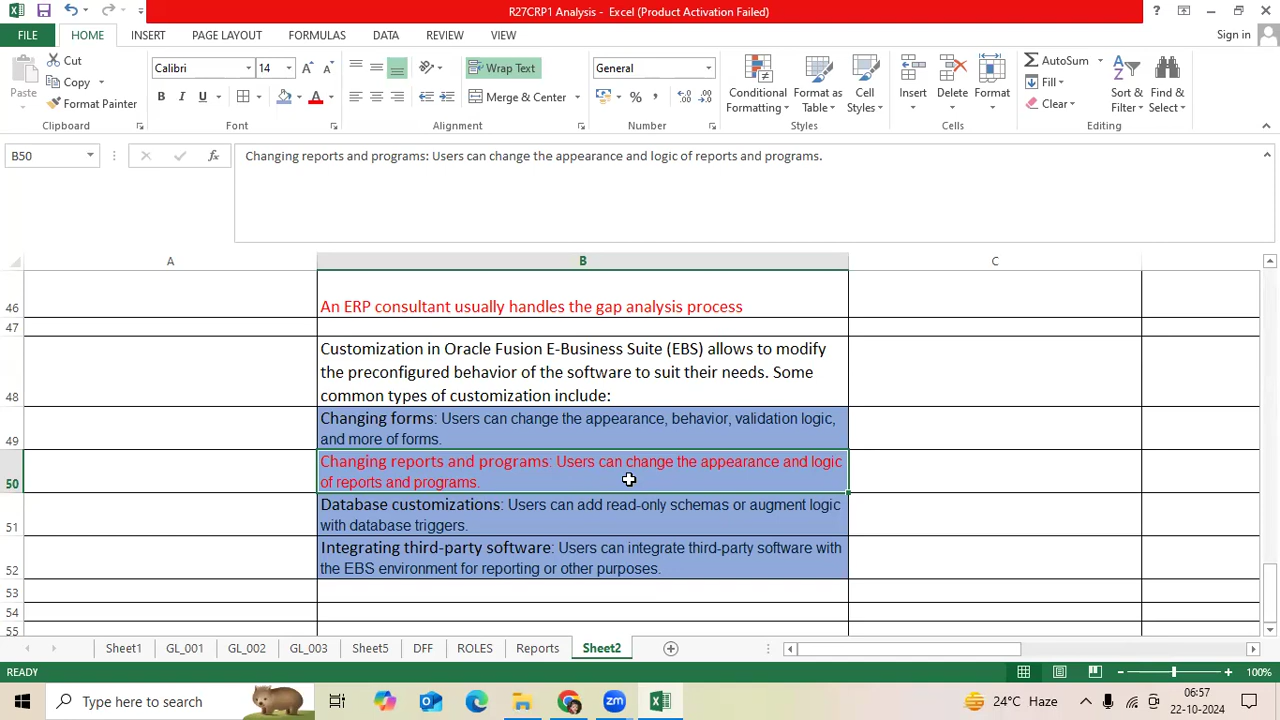 R27CRP1 Analysis - Excel (Product Activation Failed)
FILE HOME INSERT PAGE LAYOUT FORMULAS DATA REVIEW VIEW Sign in
Paste
Cut
Copy
Format Painter
Calibri 14
B I U A
Wrap Text
Merge & Center
General
%
Conditional Formatting
Format as Table
Cell Styles
Insert Delete Format
AutoSum
Fill
Clear
Sort & Filter
Find & Select
Clipboard Font Alignment Number Styles Cells Editing
B50 fx Changing reports and programs: Users can change the appearance and logic of reports and programs.
A B C
46 An ERP consultant usually handles the gap analysis process
47
Customization in Oracle Fusion E-Business Suite (EBS) allows to modify
the preconfigured behavior of the software to suit their needs. Some
48 common types of customization include:
Changing forms: Users can change the appearance, behavior, validation logic,
49 and more of forms.
Changing reports and programs: Users can change the appearance and logic
50 of reports and programs.
Database customizations: Users can add read-only schemas or augment logic
51 with database triggers.
Integrating third-party software: Users can integrate third-party software with
52 the EBS environment for reporting or other purposes.
53
54
55
Sheet1 GL_001 GL_002 GL_003 Sheet5 DFF ROLES Reports Sheet2
READY 100%
Type here to search
zm
24°C Haze
06:57
22-10-2024